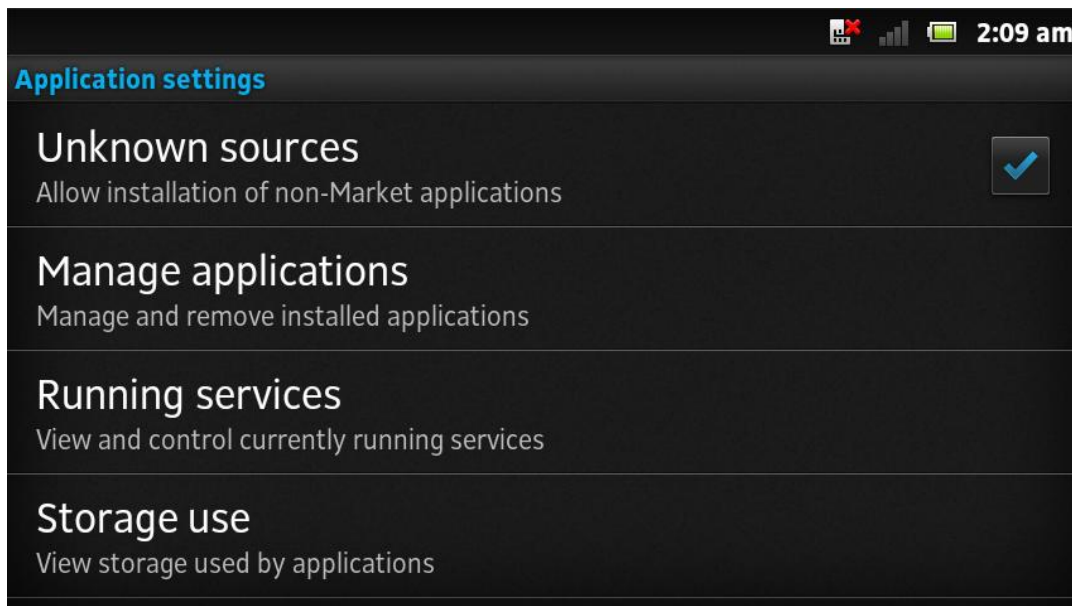 2:09 am
Application settings
Unknown sources
Allow installation of non-Market applications
Manage applications
Manage and remove installed applications
Running services
View and control currently running services
Storage use
View storage used by applications